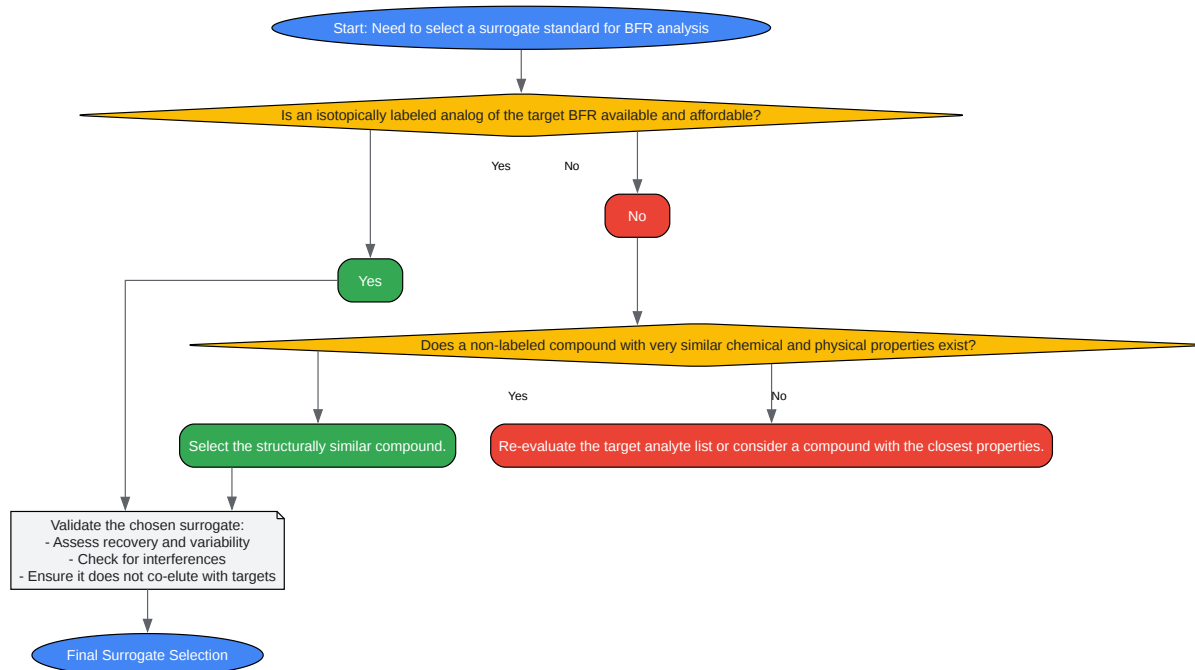 Start: Need to select a surrogate standard for BFR analysis
Is an isotopically labeled analog of the target BFR available and affordable?
Yes
No
No
Yes
Does a non-labeled compound with very similar chemical and physical properties exist?
Yes
No
Select the structurally similar compound.
Re-evaluate the target analyte list or consider a compound with the closest properties.
Validate the chosen surrogate:
- Assess recovery and variability
- Check for interferences
- Ensure it does not co-elute with targets
Final Surrogate Selection